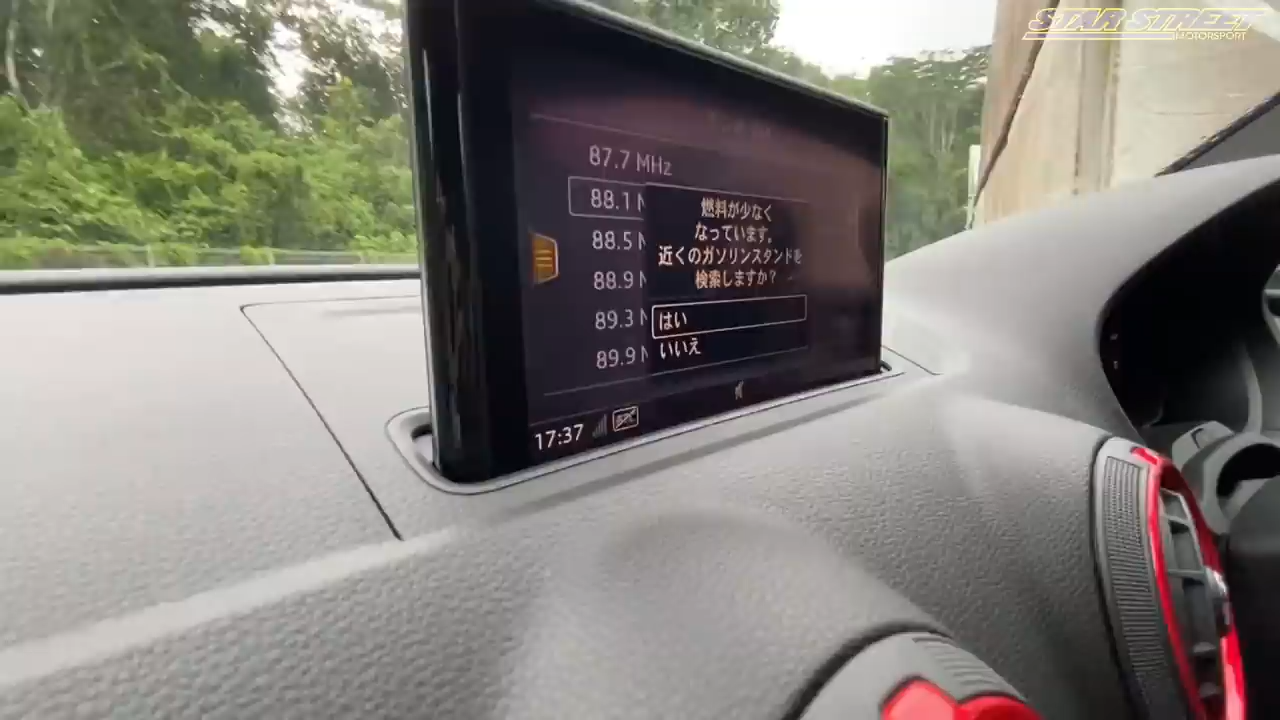 STAR STREET
MOTORSPORT
87.7 MHz
88.1 M
88.5 M
88.9 M
89.3 M
89.9 M
燃料が少なく
なっています。
近くのガソリンスタンドを
検索しますか？
はい
いいえ
17:37